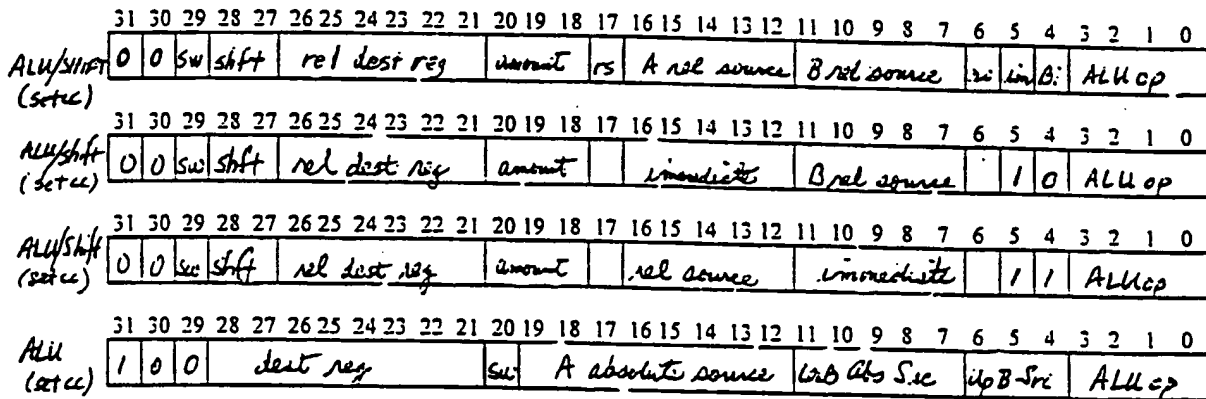 31 30 29 28 27 26 25 24 23 22 21 20 19 18 17 16 15 14 13 12 11 10 9 8 7 6 5 4 3 2 1 0
ALU/SHIFT 0 0 sw shft rel dest reg amount rs A rel source B rel source im Bi ALU op
(setcc)
31 30 29 28 27 26 25 24 23 22 21 20 19 18 17 16 15 14 13 12 11 10 9 8 7 6 5 4 3 2 1 0
ALU/shft 0 0 sw shft rel dest reg amount immediate B rel source 1 0 ALU op
(setcc)
31 30 29 28 27 26 25 24 23 22 21 20 19 18 17 16 15 14 13 12 11 10 9 8 7 6 5 4 3 2 1 0
ALU/Shift 0 0 shft rel dest reg amount rel source immediate 1 1 ALU op
(setcc)
31 30 29 28 27 26 25 24 23 22 21 20 19 18 17 16 15 14 13 12 11 10 9 8 7 6 5 4 3 2 1 0
ALU 1 0 0 dest reg sw A absolute source Abs Src ALU op
(setcc)